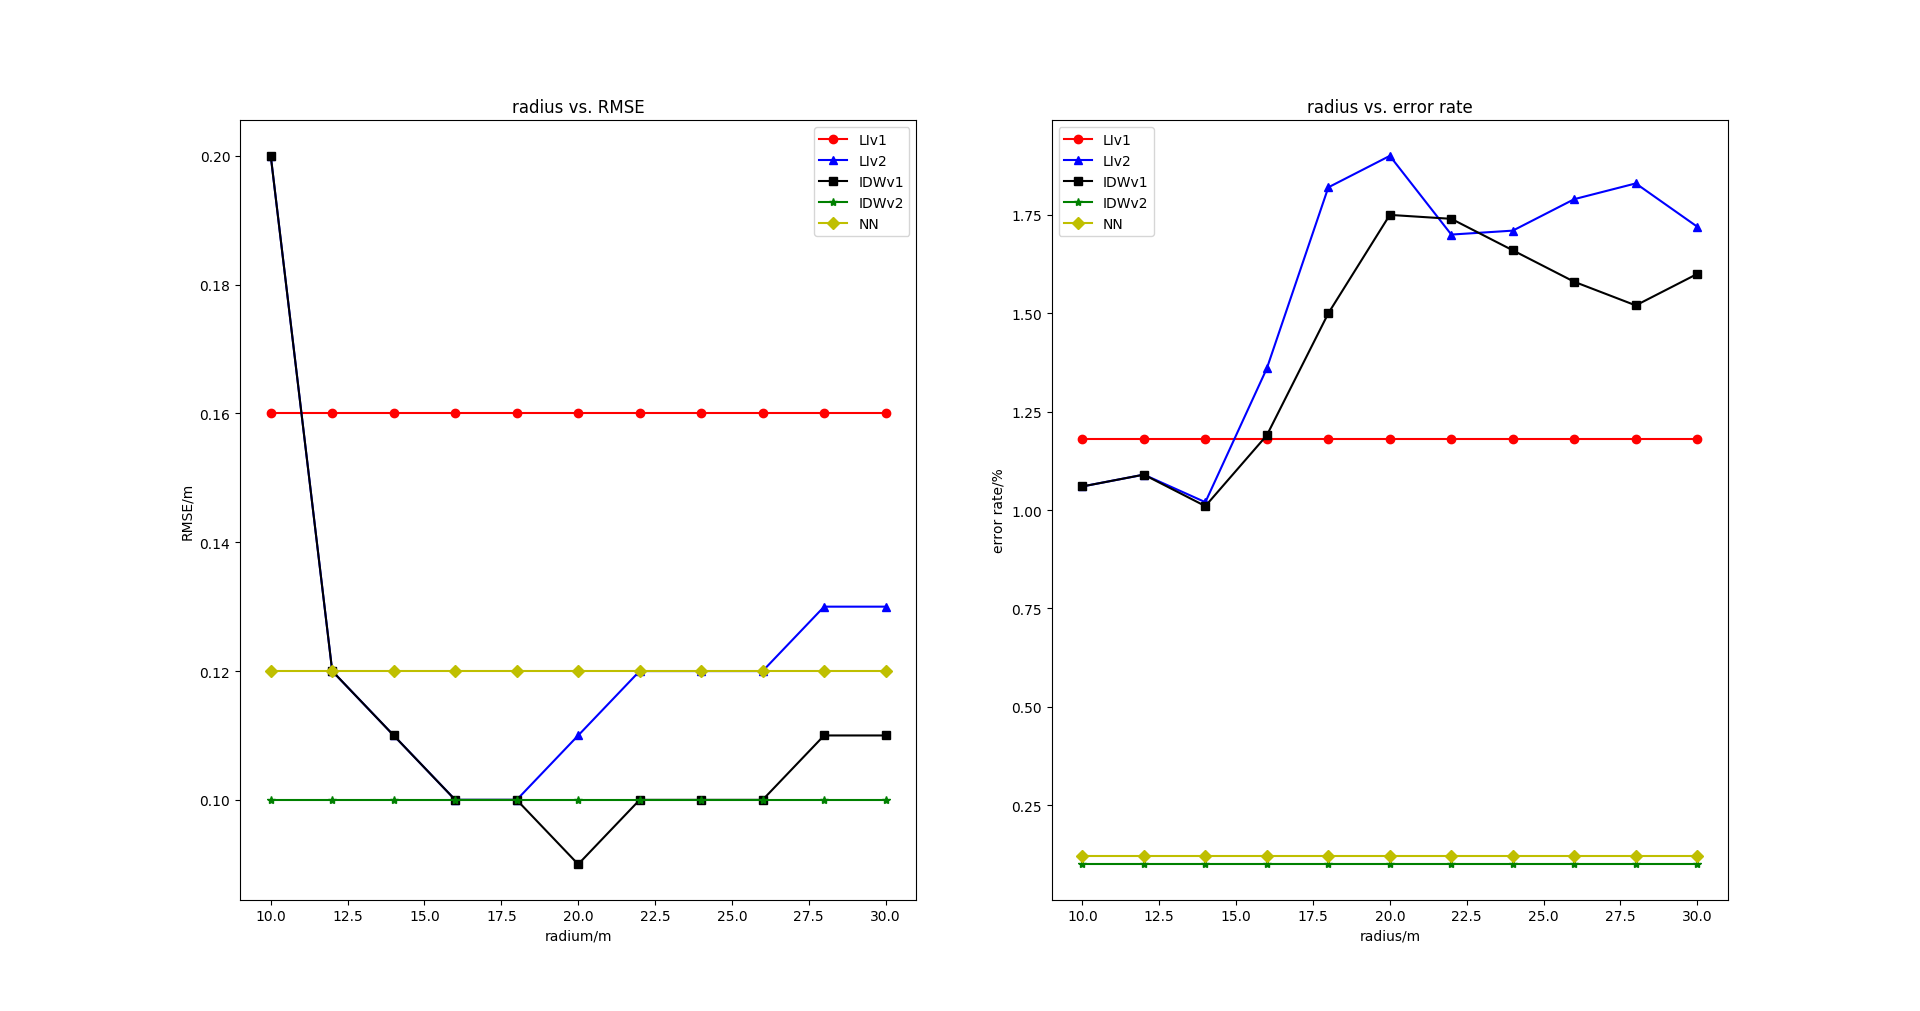 radius vs. RMSE
LIv1
LIv2
IDWv1
IDWv2
NN
0.20
0.18
0.16
0.14
0.12
0.10
RMSE/m
10.0 12.5 15.0 17.5 20.0 22.5 25.0 27.5 30.0
radium/m
radius vs. error rate
LIv1
LIv2
IDWv1
IDWv2
NN
1.75
1.50
1.25
1.00
0.75
0.50
0.25
error rate/%
10.0 12.5 15.0 17.5 20.0 22.5 25.0 27.5 30.0
radius/m